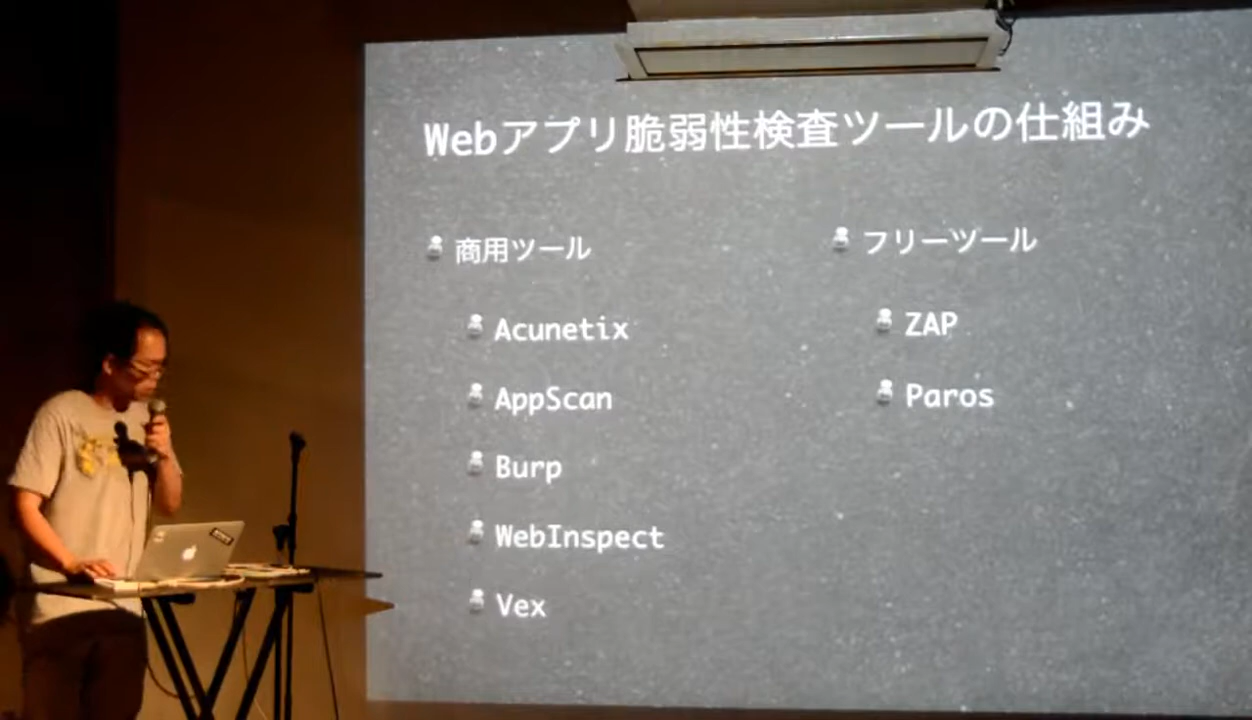 Webアプリ脆弱性検査ツールの仕組み
商用ツール
Acunetix
AppScan
Burp
WebInspect
Vex
フリーツール
ZAP
Paros